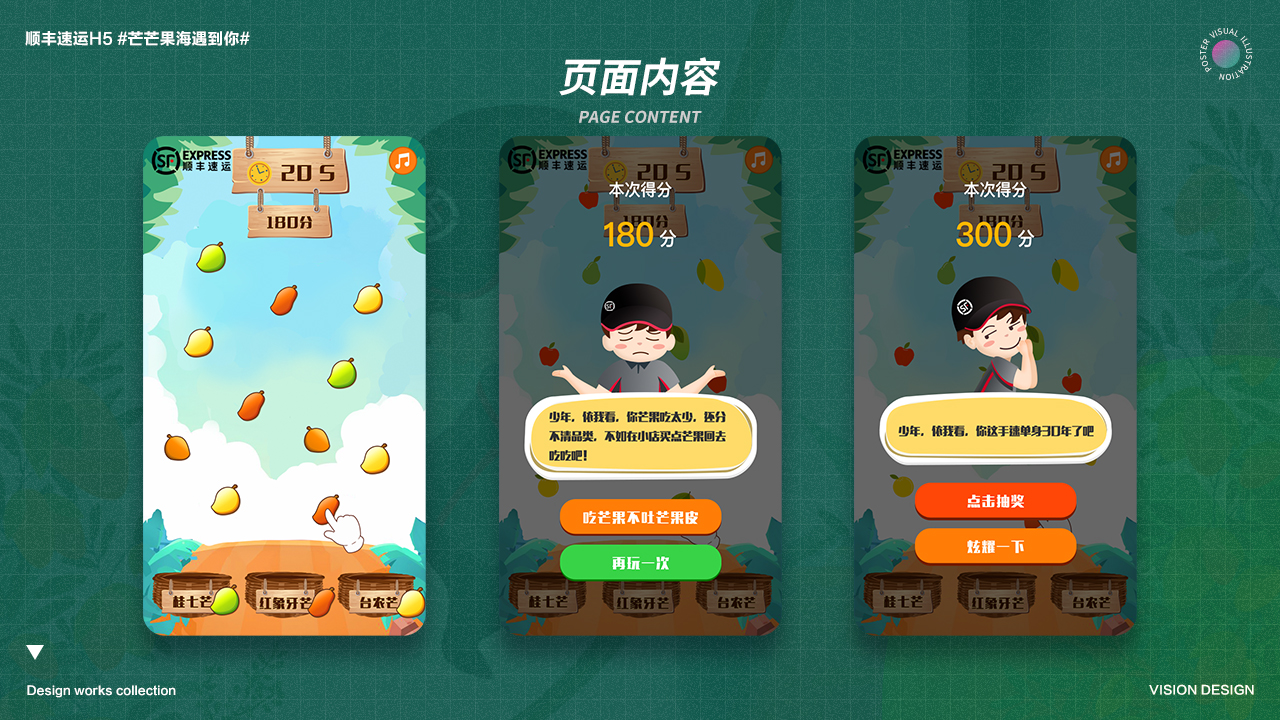 顺丰速运H5 #芒芒果海遇到你#
POSTER VISUAL ILLUSTRATION
页面内容
PAGE CONTENT
SF EXPRESS
顺丰速运
20 S
180分
桂七芒
红象牙芒
台农芒
SF EXPRESS
顺丰速运
20 S
本次得分
180分
180 分
少年，依我看，你芒果吃太少，还分
不清品类，不如在小店买点芒果回去
吃吃吧！
吃芒果不吐芒果皮
再玩一次
桂七芒
红象牙芒
台农芒
SF EXPRESS
顺丰速运
20 S
本次得分
180分
300 分
少年，依我看，你这手速单身30年了吧
点击抽奖
炫耀一下
桂七芒
红象牙芒
台农芒
Design works collection
VISION DESIGN